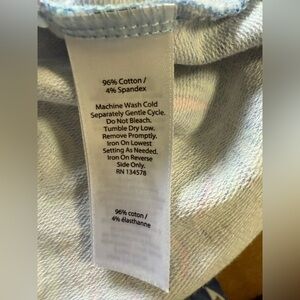 96% Cotton /
4% Spandex
Machine Wash Cold
Separately Gentle Cycle.
Do Not Bleach.
Tumble Dry Low.
Remove Promptly.
Iron On Lowest
Setting As Needed.
Iron On Reverse
Side Only.
RN 134578
96% coton /
4% élasthanne